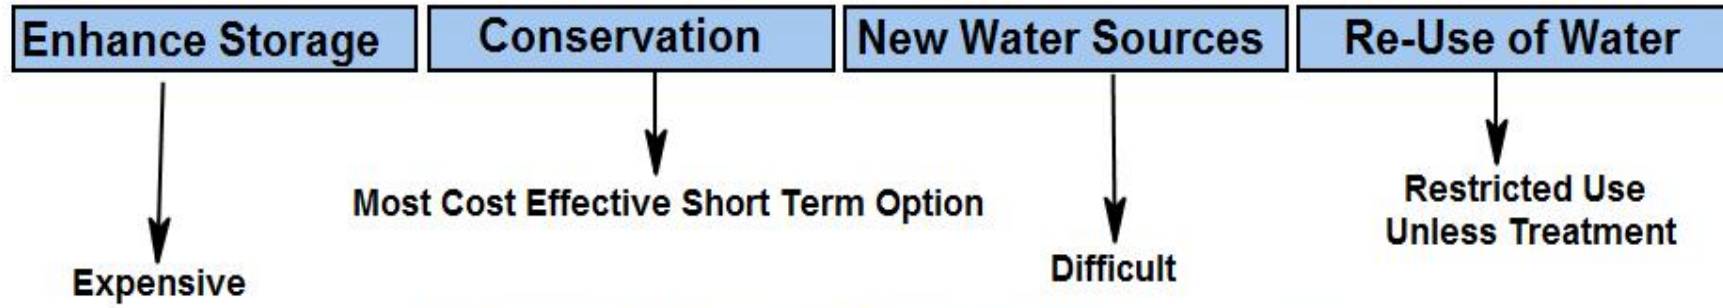 Enhance Storage
Conservation
New Water Sources
Re-Use of Water
Expensive
Most Cost Effective Short Term Option
Difficult
Restricted Use
Unless Treatment